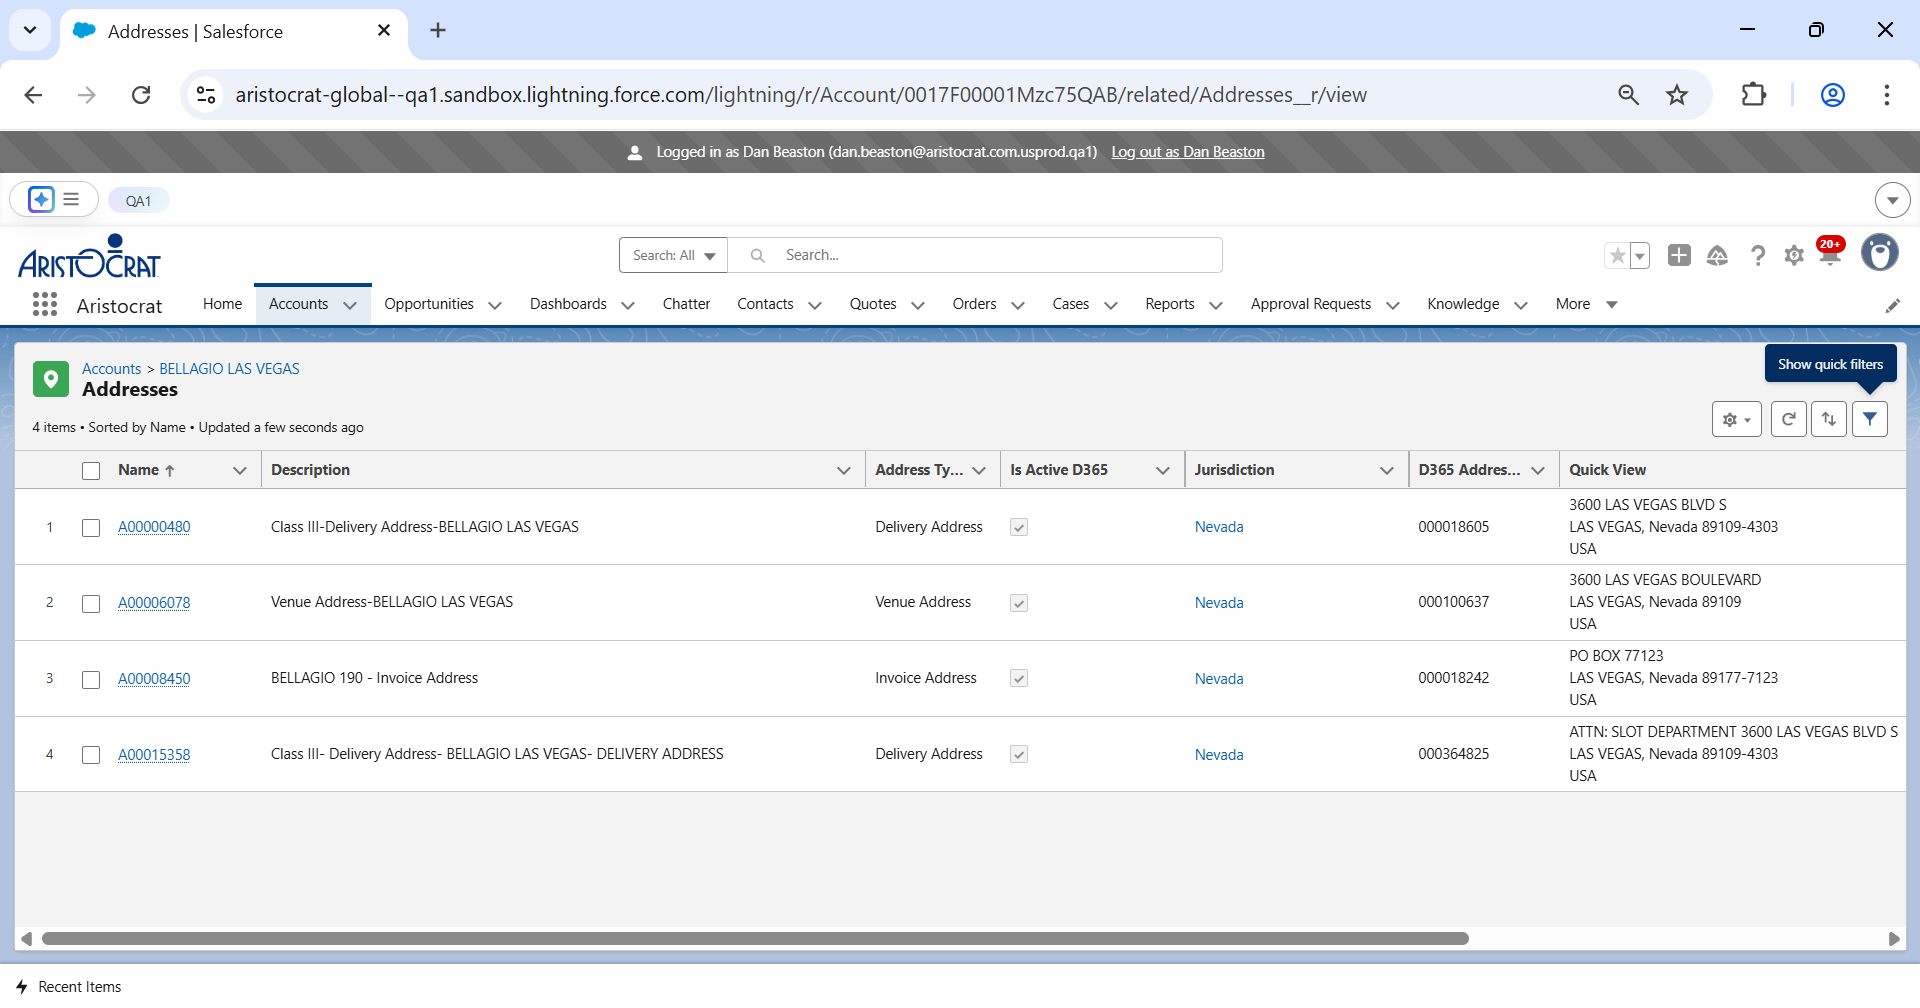 Addresses | Salesforce
aristocrat-global--qa1.sandbox.lightning.force.com/lightning/r/Account/0017F00001Mzc75QAB/related/Addresses__r/view
Logged in as Dan Beaston (dan.beaston@aristocrat.com.usprod.qa1) Log out as Dan Beaston
QA1
ARISTOCRAT
Search: All
Search...
20+
Aristocrat
Home
Accounts
Opportunities
Dashboards
Chatter
Contacts
Quotes
Orders
Cases
Reports
Approval Requests
Knowledge
More
Accounts > BELLAGIO LAS VEGAS
Addresses
Show quick filters
4 items • Sorted by Name • Updated a few seconds ago
Name
Description
Address Ty...
Is Active D365
Jurisdiction
D365 Addres...
Quick View
1
A00000480
Class III-Delivery Address-BELLAGIO LAS VEGAS
Delivery Address
Nevada
000018605
3600 LAS VEGAS BLVD S
LAS VEGAS, Nevada 89109-4303
USA
2
A00006078
Venue Address-BELLAGIO LAS VEGAS
Venue Address
Nevada
000100637
3600 LAS VEGAS BOULEVARD
LAS VEGAS, Nevada 89109
USA
3
A00008450
BELLAGIO 190 - Invoice Address
Invoice Address
Nevada
000018242
PO BOX 77123
LAS VEGAS, Nevada 89177-7123
USA
4
A00015358
Class III- Delivery Address- BELLAGIO LAS VEGAS- DELIVERY ADDRESS
Delivery Address
Nevada
000364825
ATTN: SLOT DEPARTMENT 3600 LAS VEGAS BLVD S
LAS VEGAS, Nevada 89109-4303
USA
Recent Items